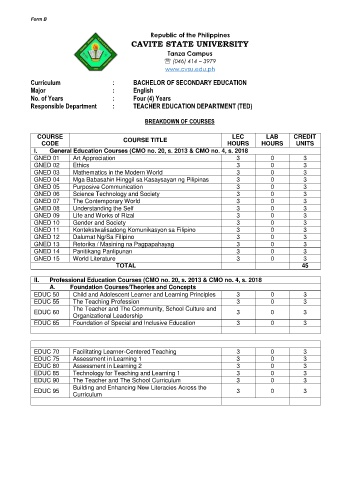 Form B
Republic of the Philippines
CAVITE STATE UNIVERSITY
Tanza Campus
☏ (046) 414 – 3979
www.cvsu.edu.ph
Curriculum : BACHELOR OF SECONDARY EDUCATION
Major : English
No. of Years : Four (4) Years
Responsible Department : TEACHER EDUCATION DEPARTMENT (TED)
BREAKDOWN OF COURSES
COURSE CODE COURSE TITLE LEC HOURS LAB HOURS CREDIT UNITS
I. General Education Courses (CMO no. 20, s. 2013 & CMO no. 4, s. 2018
GNED 01 Art Appreciation 3 0 3
GNED 02 Ethics 3 0 3
GNED 03 Mathematics in the Modern World 3 0 3
GNED 04 Mga Babasahin Hinggil sa Kasaysayan ng Pilipinas 3 0 3
GNED 05 Purposive Communication 3 0 3
GNED 06 Science Technology and Society 3 0 3
GNED 07 The Contemporary World 3 0 3
GNED 08 Understanding the Self 3 0 3
GNED 09 Life and Works of Rizal 3 0 3
GNED 10 Gender and Society 3 0 3
GNED 11 Kontekstwalisadong Komunikasyon sa Filipino 3 0 3
GNED 12 Dalumat Ng/Sa Filipino 3 0 3
GNED 13 Retorika / Masining na Pagpapahayag 3 0 3
GNED 14 Panitikang Panlipunan 3 0 3
GNED 15 World Literature 3 0 3
TOTAL 45
II. Professional Education Courses (CMO no. 20, s. 2013 & CMO no. 4, s. 2018
A. Foundation Courses/Theories and Concepts
EDUC 50 Child and Adolescent Learner and Learning Principles 3 0 3
EDUC 55 The Teaching Profession 3 0 3
EDUC 60 The Teacher and The Community, School Culture and Organizational Leadership 3 0 3
EDUC 65 Foundation of Special and Inclusive Education 3 0 3
EDUC 70 Facilitating Learner-Centered Teaching 3 0 3
EDUC 75 Assessment in Learning 1 3 0 3
EDUC 80 Assessment in Learning 2 3 0 3
EDUC 85 Technology for Teaching and Learning 1 3 0 3
EDUC 90 The Teacher and The School Curriculum 3 0 3
EDUC 95 Building and Enhancing New Literacies Across the Curriculum 3 0 3